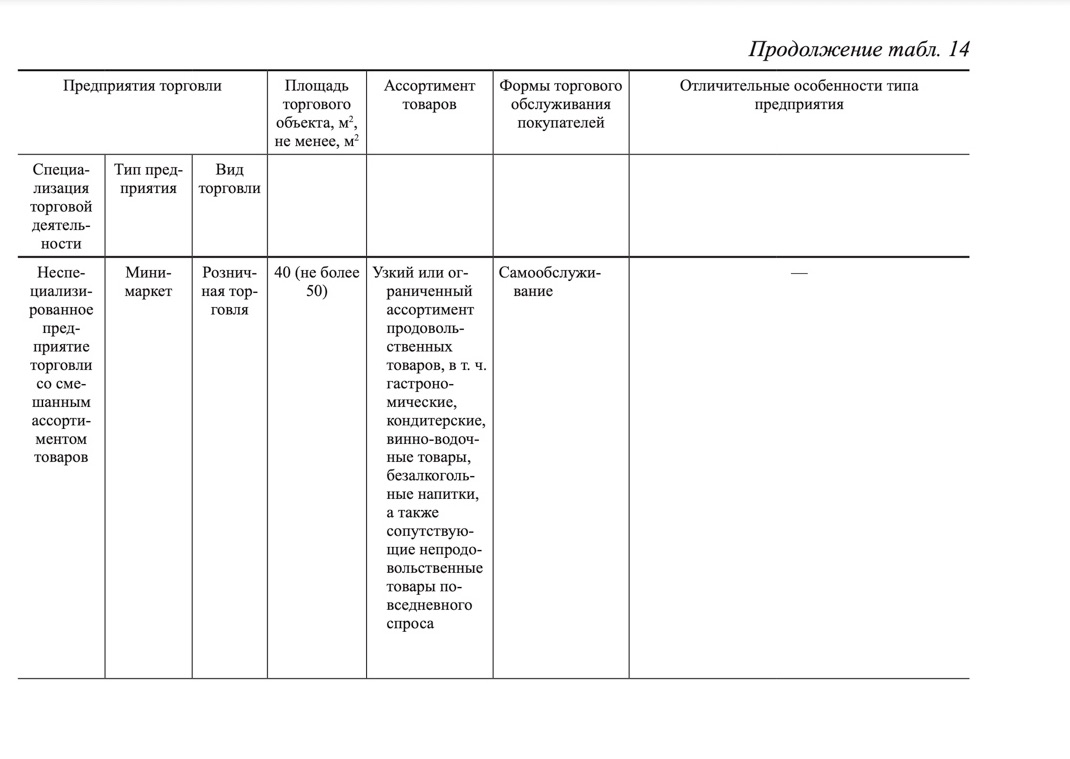 Продолжение табл. 14
Предприятия торговли
Площадь
торгового
объекта, м²,
не менее, м²
Ассортимент
товаров
Формы торгового
обслуживания
покупателей
Отличительные особенности типа
предприятия
Специа-
лизация
торговой
деятель-
ности
Тип пред-
приятия
Вид
торговли
Неспе-
циализи-
рованное
пред-
приятие
торговли
со сме-
шанным
ассорти-
ментом
товаров
Мини-
маркет
Рознич-
ная тор-
говля
40 (не более
50)
Узкий или ог-
раниченный
ассортимент
продоволь-
ственных
товаров, в т. ч.
гастроно-
мические,
кондитерские,
винно-водоч-
ные товары,
безалкоголь-
ные напитки,
а также
сопутствую-
щие непродо-
вольственные
товары по-
вседневного
спроса
Самообслужи-
вание
—